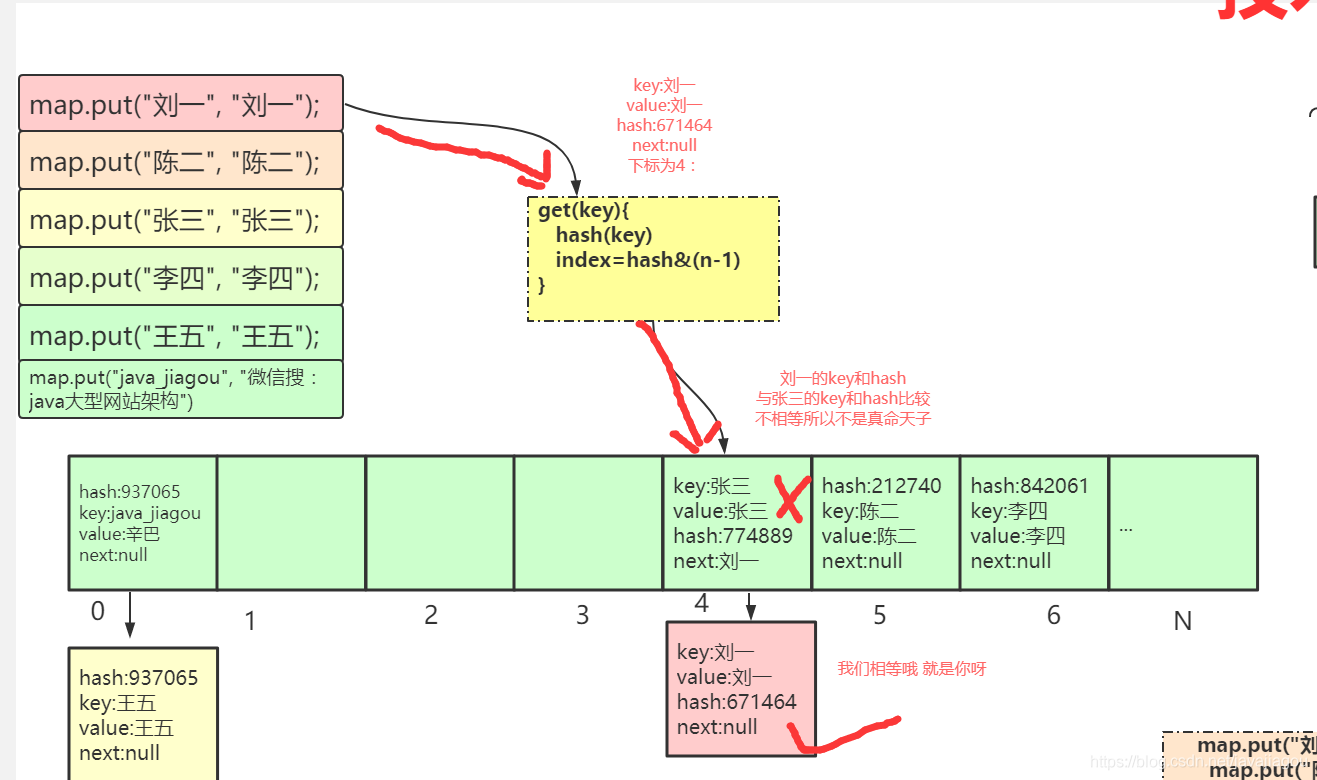 map.put("刘一", "刘一");
map.put("陈二", "陈二");
map.put("张三", "张三");
map.put("李四", "李四");
map.put("王五", "王五");
map.put("java_jiagou", "微信搜：
java大型网站架构")
key:刘一
value:刘一
hash:671464
next:null
下标为4：
get(key){
hash(key)
index=hash&(n-1)
}
刘一的key和hash
与张三的key和hash比较
不相等所以不是真命天子
hash:937065
key:java_jiagou
value:辛巴
next:null
key:张三
value:张三
hash:774889
next:刘一
hash:212740
key:陈二
value:陈二
next:null
hash:842061
key:李四
value:李四
next:null
...
0
1
2
3
4
5
6
N
hash:937065
key:王五
value:王五
next:null
key:刘一
value:刘一
hash:671464
next:null
我们相等哦 就是你呀
map.put("刘
map.put("
https://blog.csdn.net/javajiagou